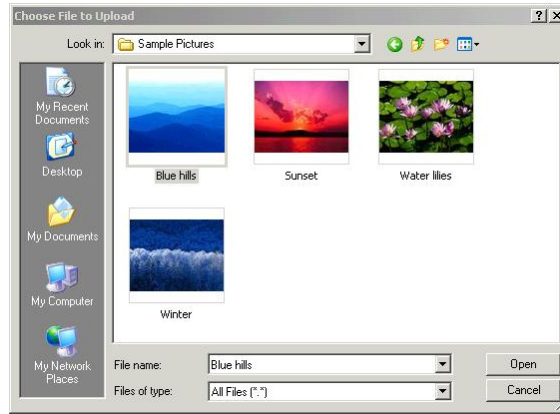 Choose File to Upload
Look in: Sample Pictures
My Recent
Documents
Desktop
My Documents
My Computer
My Network
Places
Blue hills
Sunset
Water lilies
Winter
File name: Blue hills
Open
Files of type: All Files (*.*)
Cancel